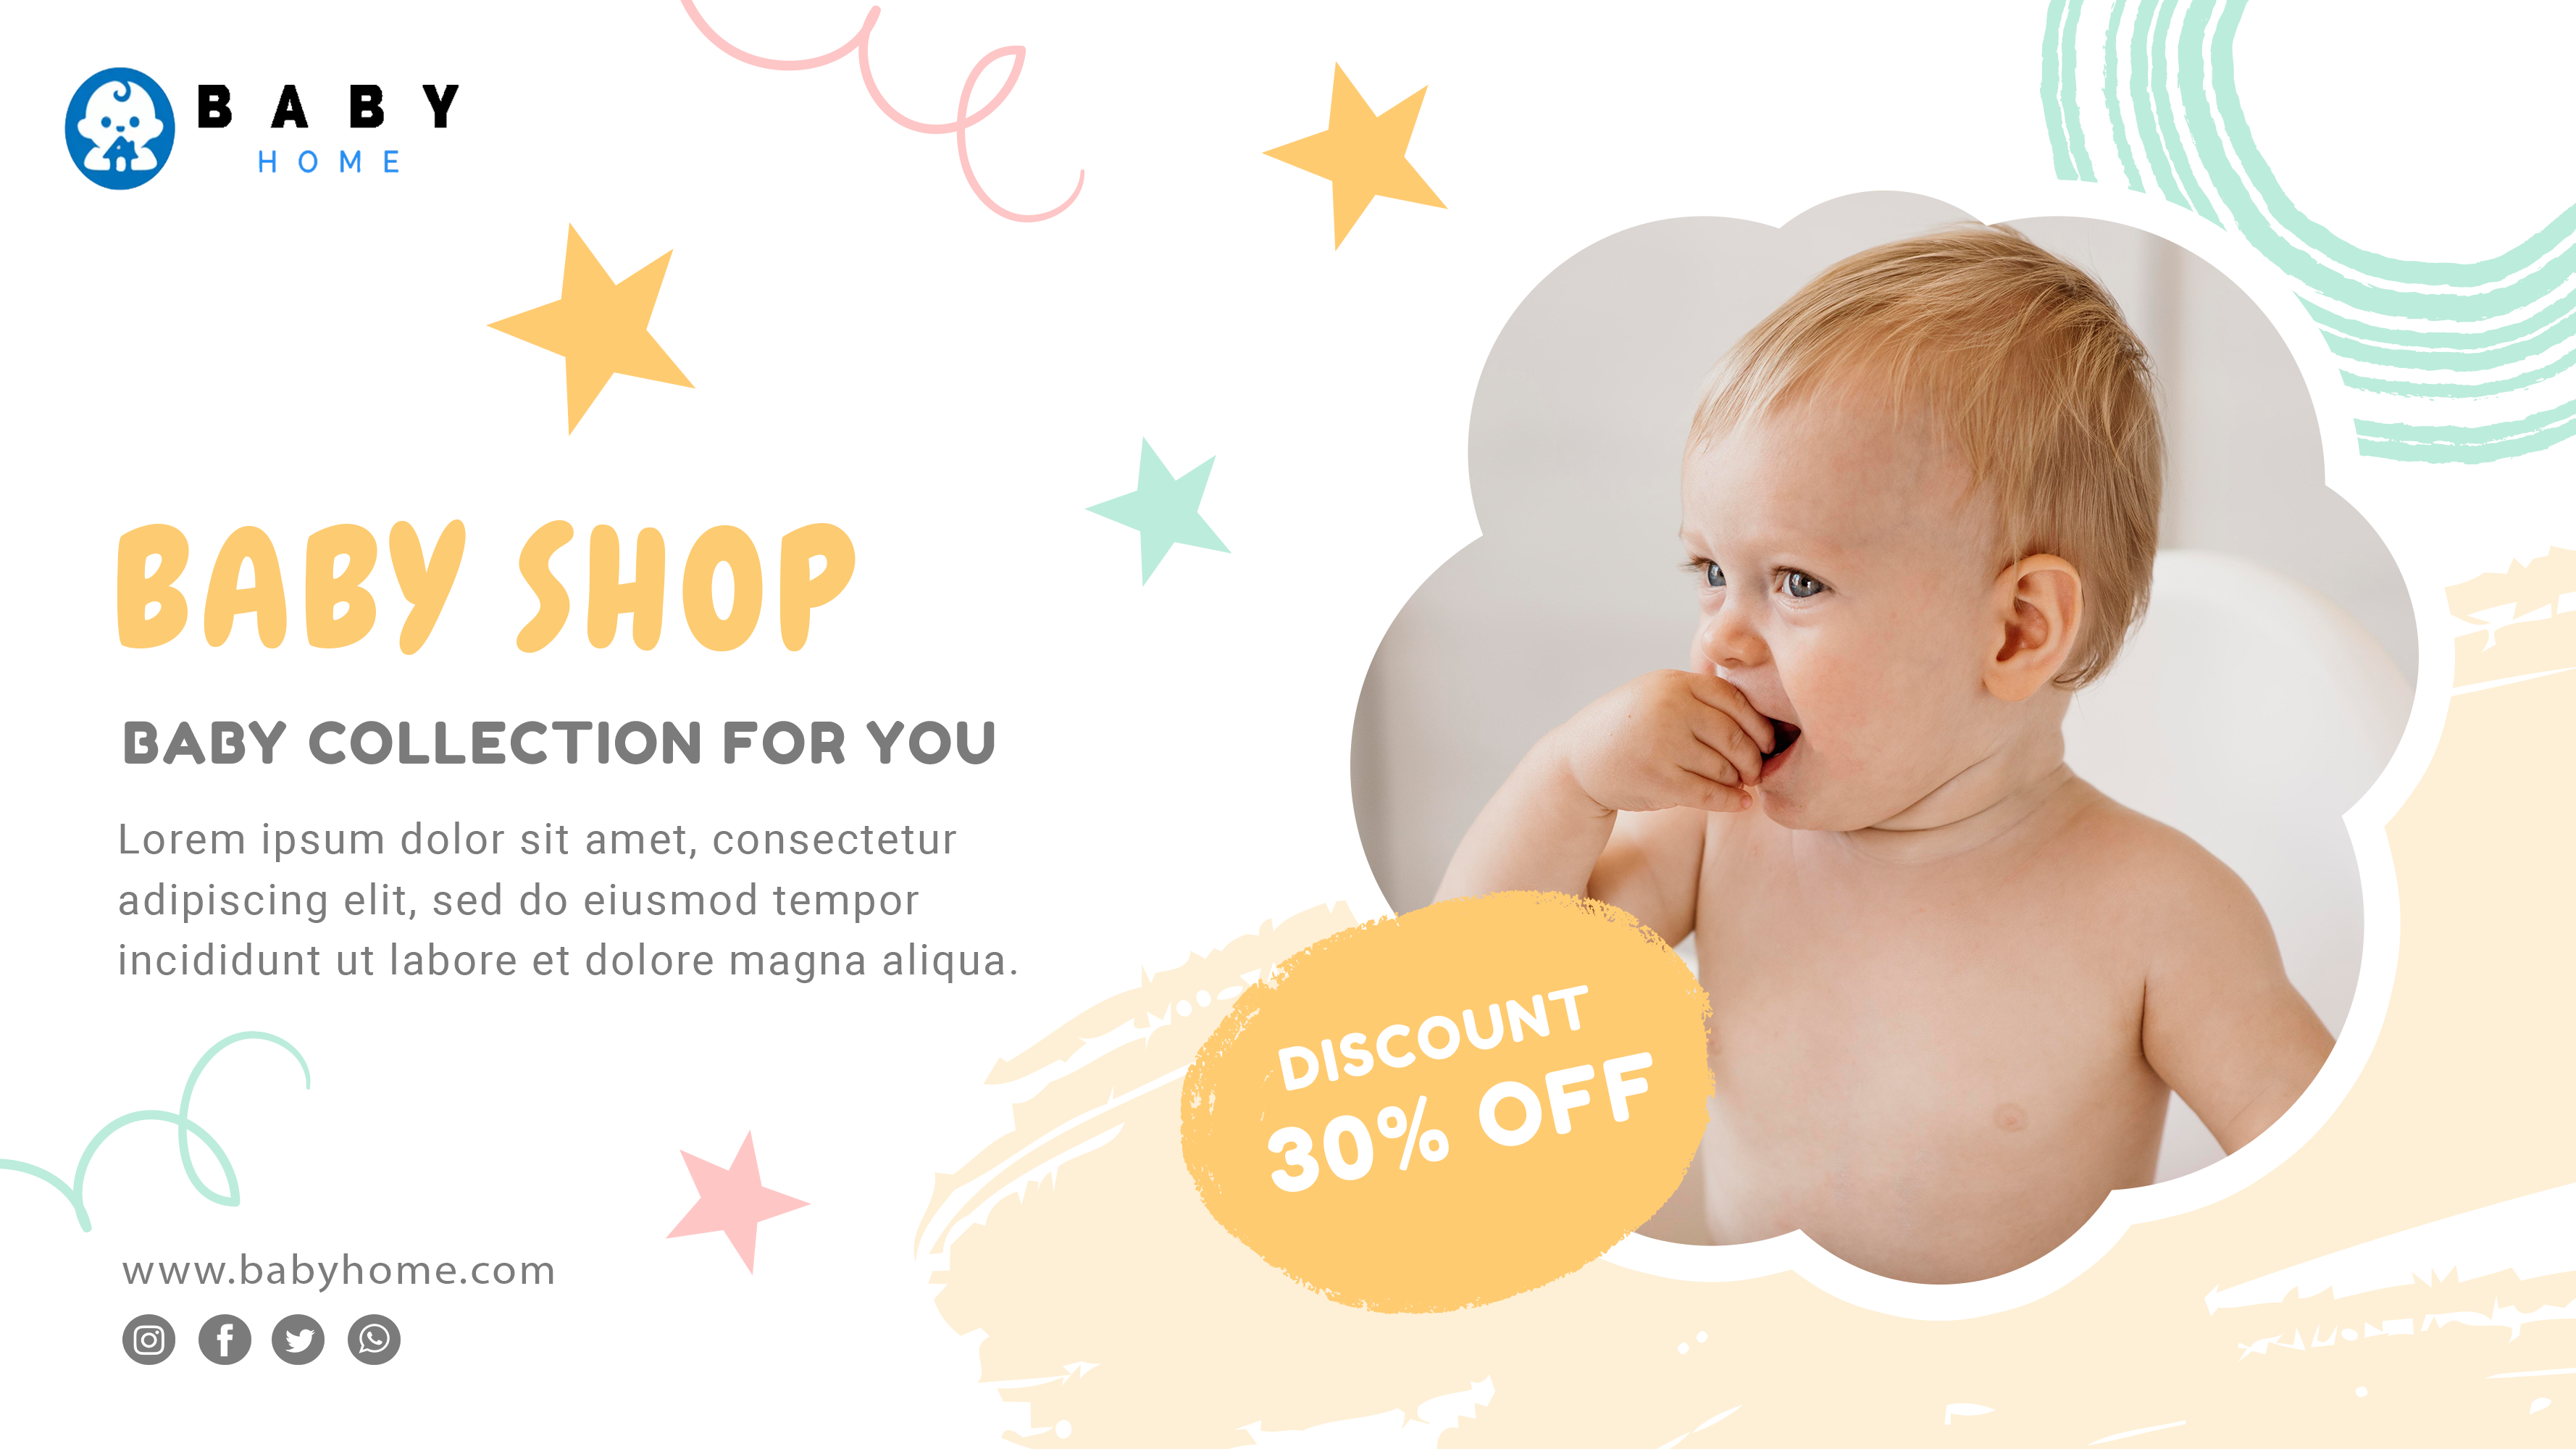 BABY
HOME
BABY SHOP
BABY COLLECTION FOR YOU
Lorem ipsum dolor sit amet, consectetur
adipiscing elit, sed do eiusmod tempor
incididunt ut labore et dolore magna aliqua.
DISCOUNT
30% OFF
www.babyhome.com